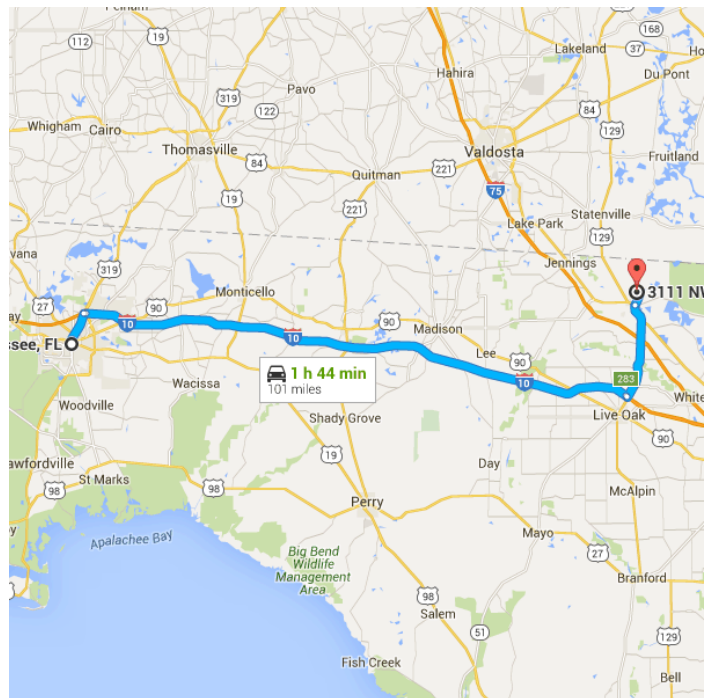 Pelham
19
112
319
Pavo
122
Whigham
Cairo
Thomasville
84
19
Quitman
221
221
Hahira
Valdosta
75
Lake Park
Lakeland
168
37
Du Pont
84
129
129
Fruitland
Statenville
Jennings
319
27
90
Monticello
10
10
90
Madison
Lee
90
10
3111 NW
ssee, FL
1 h 44 min
101 miles
Wacissa
Woodville
Shady Grove
283
Live Oak
White
90
Day
McAlpin
awfordville
98
St Marks
98
19
Perry
Apalachee Bay
Big Bend
Wildlife
Management
Area
Mayo
27
Branford
98
Salem
51
129
Fish Creek
Bell